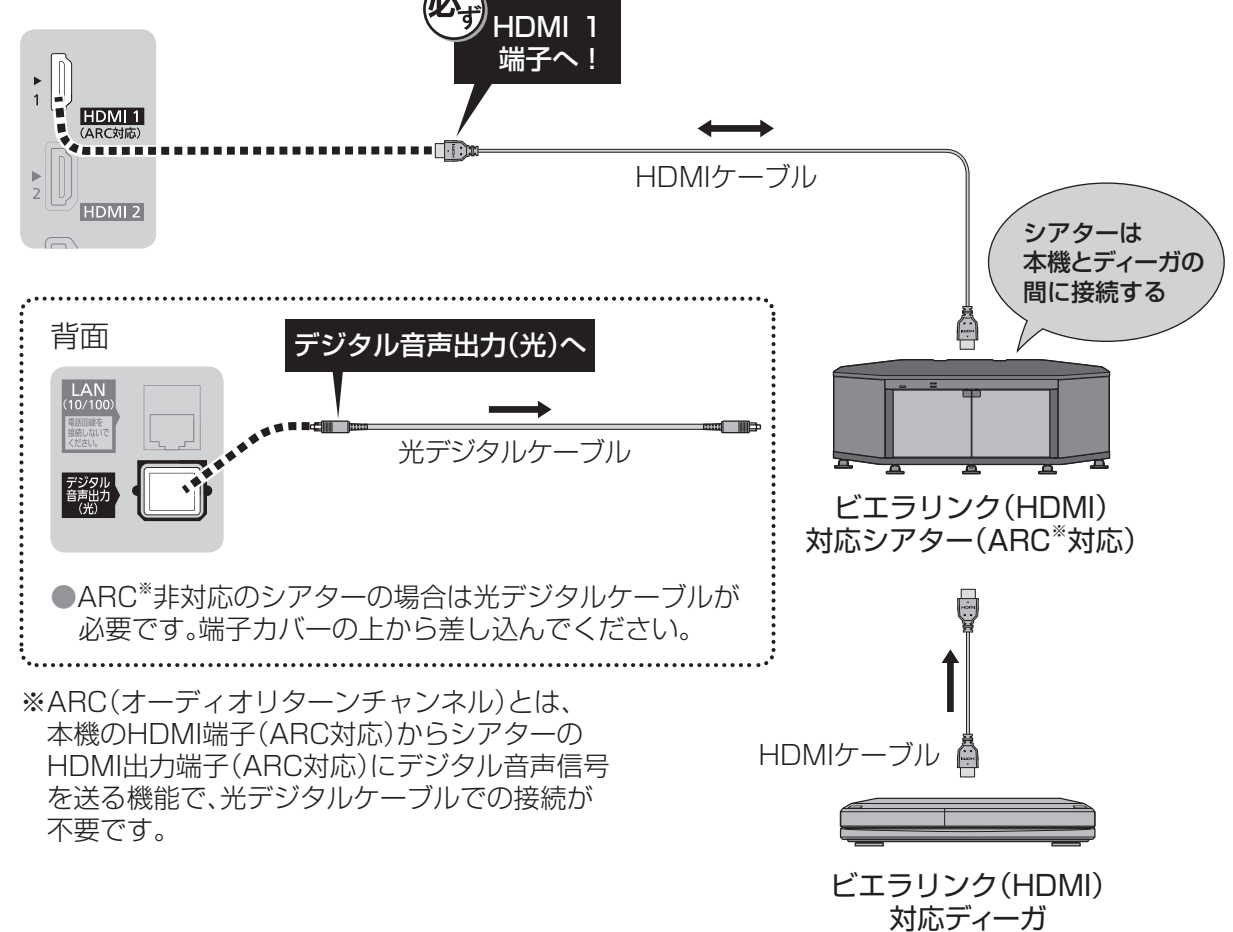 必ず
HDMI 1
端子へ！
1
HDMI 1
(ARC対応)
2
HDMI 2
HDMIケーブル
シアターは
本機とディーガの
間に接続する
背面
デジタル音声出力(光)へ
LAN
(10/100)
電話回線を
接続しないで
ください。
光デジタルケーブル
デジタル
音声出力
(光)
●ARC※非対応のシアターの場合は光デジタルケーブルが
必要です。端子カバーの上から差し込んでください。
ビエラリンク(HDMI)
対応シアター(ARC※対応)
※ARC(オーディオリターンチャンネル)とは、
本機のHDMI端子(ARC対応)からシアターの
HDMI出力端子(ARC対応)にデジタル音声信号
を送る機能で、光デジタルケーブルでの接続が
不要です。
HDMIケーブル
ビエラリンク(HDMI)
対応ディーガ